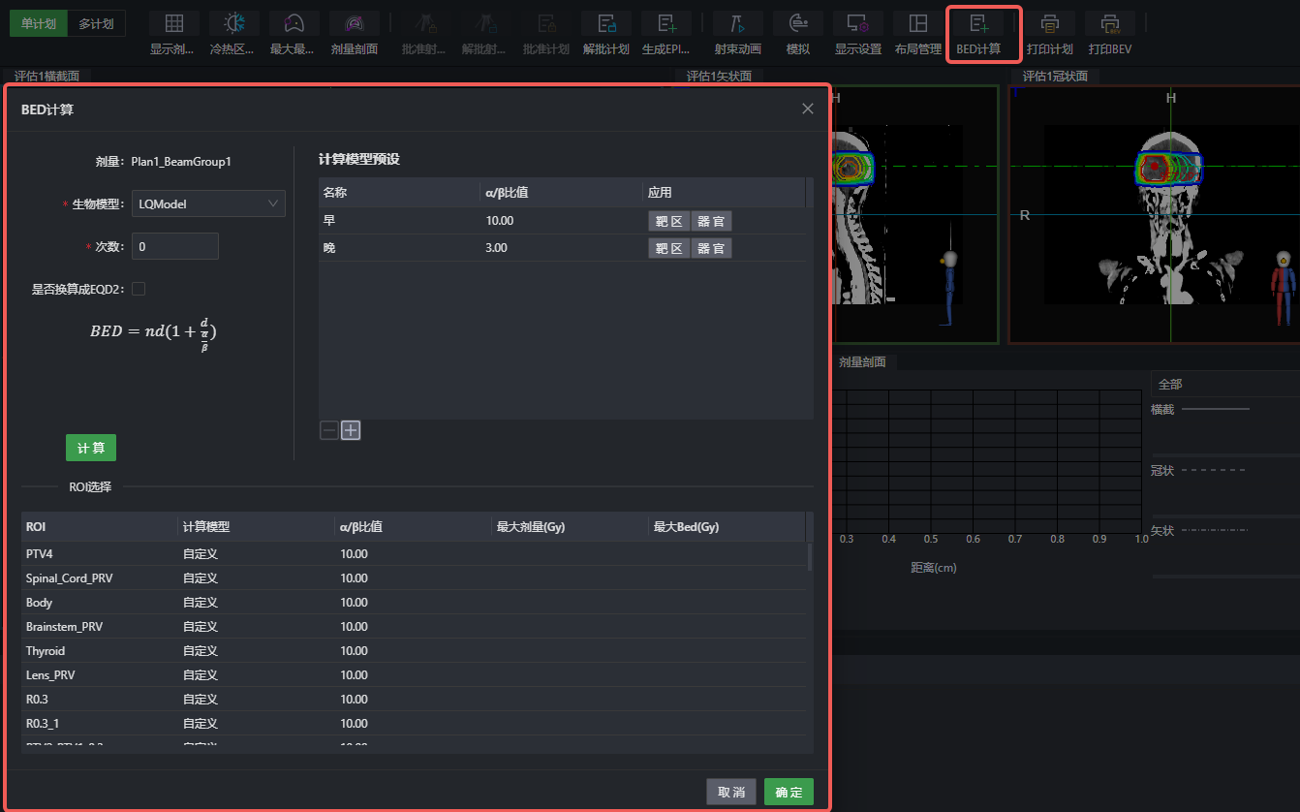 单计划 多计划
显示剂... 冷热区... 最大最... 剂量剖面 批准射... 解批射... 批准计划 解批计划 生成EPI... 射束动画 模拟 显示设置 布局管理 BED计算 打印计划 打印BEV
评估1横截面 评估1矢状面 评估1冠状面
BED计算
剂量: Plan1_BeamGroup1
* 生物模型: LQModel
* 次数: 0
是否换算成EQD2:
BED = nd(1 + d/(α/β))
计算
计算模型预设
名称 α/β比值 应用
早 10.00 靶区 器官
晚 3.00 靶区 器官
ROI选择
ROI 计算模型 α/β比值 最大剂量(Gy) 最大Bed(Gy)
PTV4 自定义 10.00
Spinal_Cord_PRV 自定义 10.00
Body 自定义 10.00
Brainstem_PRV 自定义 10.00
Thyroid 自定义 10.00
Lens_PRV 自定义 10.00
R0.3 自定义 10.00
R0.3_1 自定义 10.00
取消 确定
H
H
R
剂量剖面
0.3 0.4 0.5 0.6 0.7 0.8 0.9 1.0
距离(cm)
全部
横截
冠状
矢状